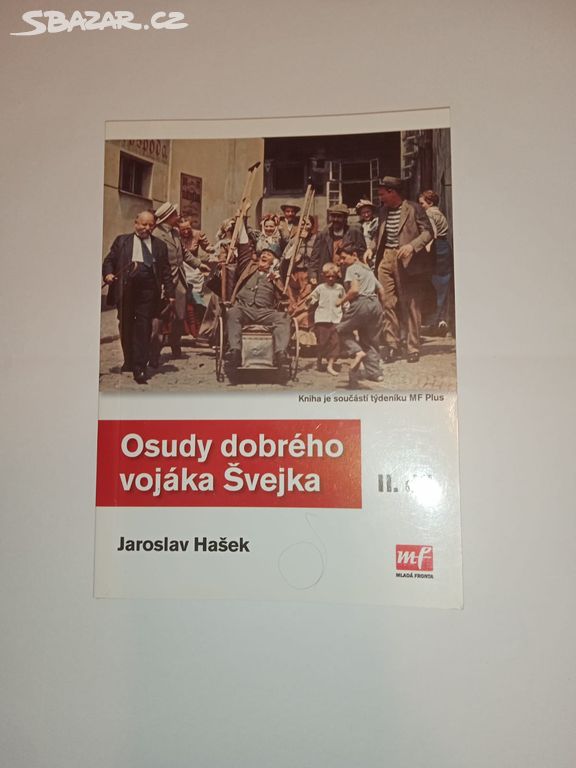 SBAZAR.CZ
Kniha je součástí týdeníku MF Plus
Osudy dobrého
vojáka Švejka
II.
Jaroslav Hašek
mf
MLADÁ FRONTA